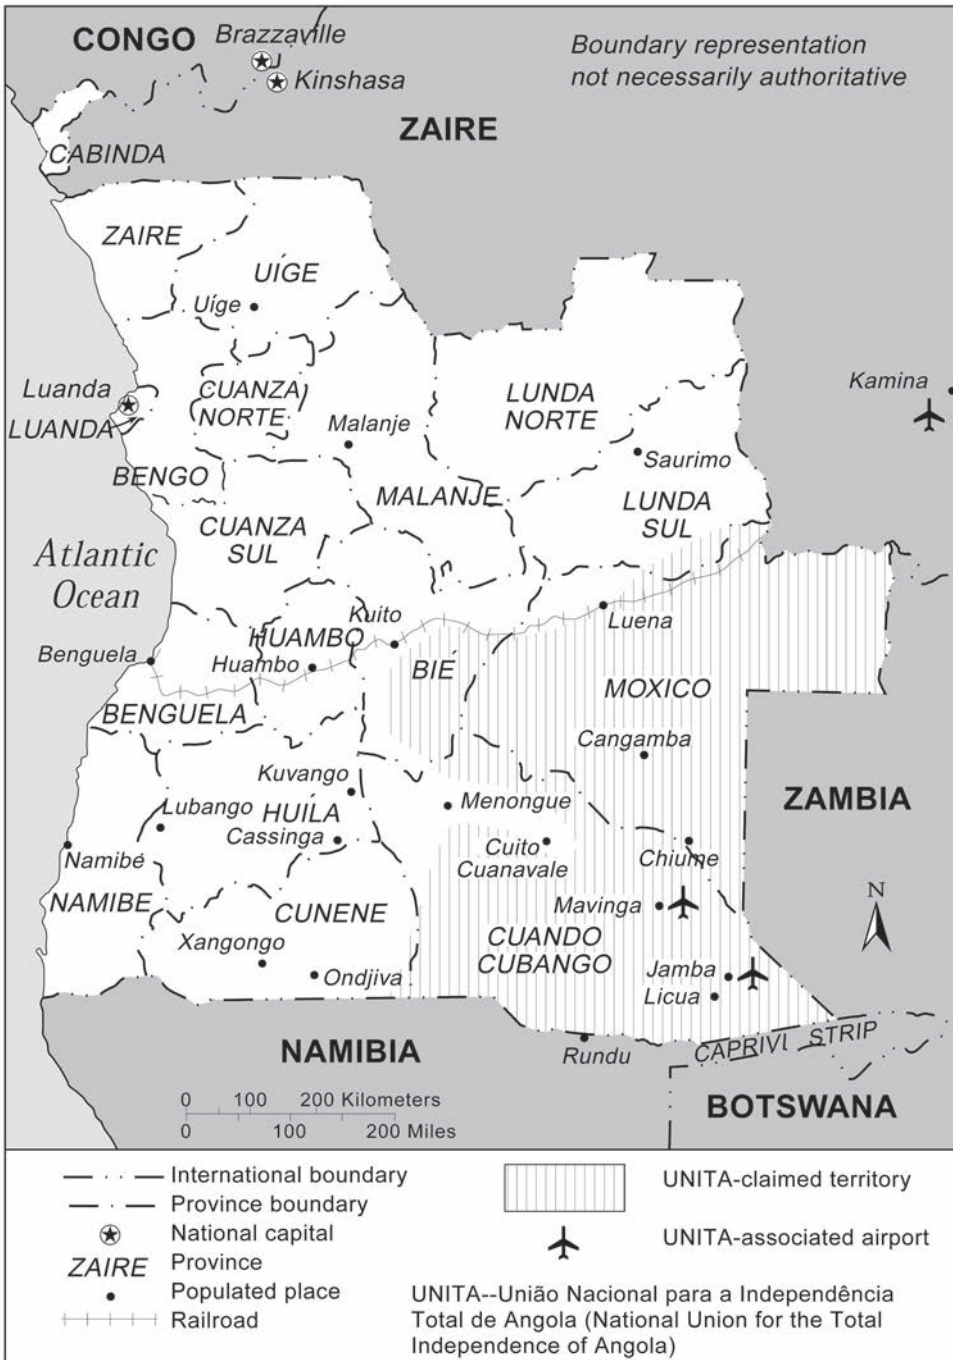 CONGO
Brazzaville
Kinshasa
Boundary representation
not necessarily authoritative
ZAIRE
CABINDA
ZAIRE
UÍGE
Uíge
Luanda
LUANDA
CUANZA
NORTE
Malanje
LUNDA
NORTE
Kamina
Saurimo
BENGO
MALANJE
LUNDA
SUL
CUANZA
SUL
Atlantic
Ocean
Kuito
Luena
HUAMBO
Benguela
Huambo
BIÉ
MOXICO
BENGUELA
Cangamba
Kuvango
Menongue
ZAMBIA
Lubango
HUÍLA
Cassinga
Cuito
Cuanavale
Chiume
Namibé
NAMIBE
CUNENE
Mavinga
N
CUANDO
CUBANGO
Xangongo
Ondjiva
Jamba
Licua
NAMIBIA
Rundu
CAPRIVI STRIP
BOTSWANA
0 100 200 Kilometers
0 100 200 Miles
International boundary
Province boundary
National capital
ZAIRE Province
Populated place
Railroad
UNITA-claimed territory
UNITA-associated airport
UNITA--União Nacional para a Independência
Total de Angola (National Union for the Total
Independence of Angola)